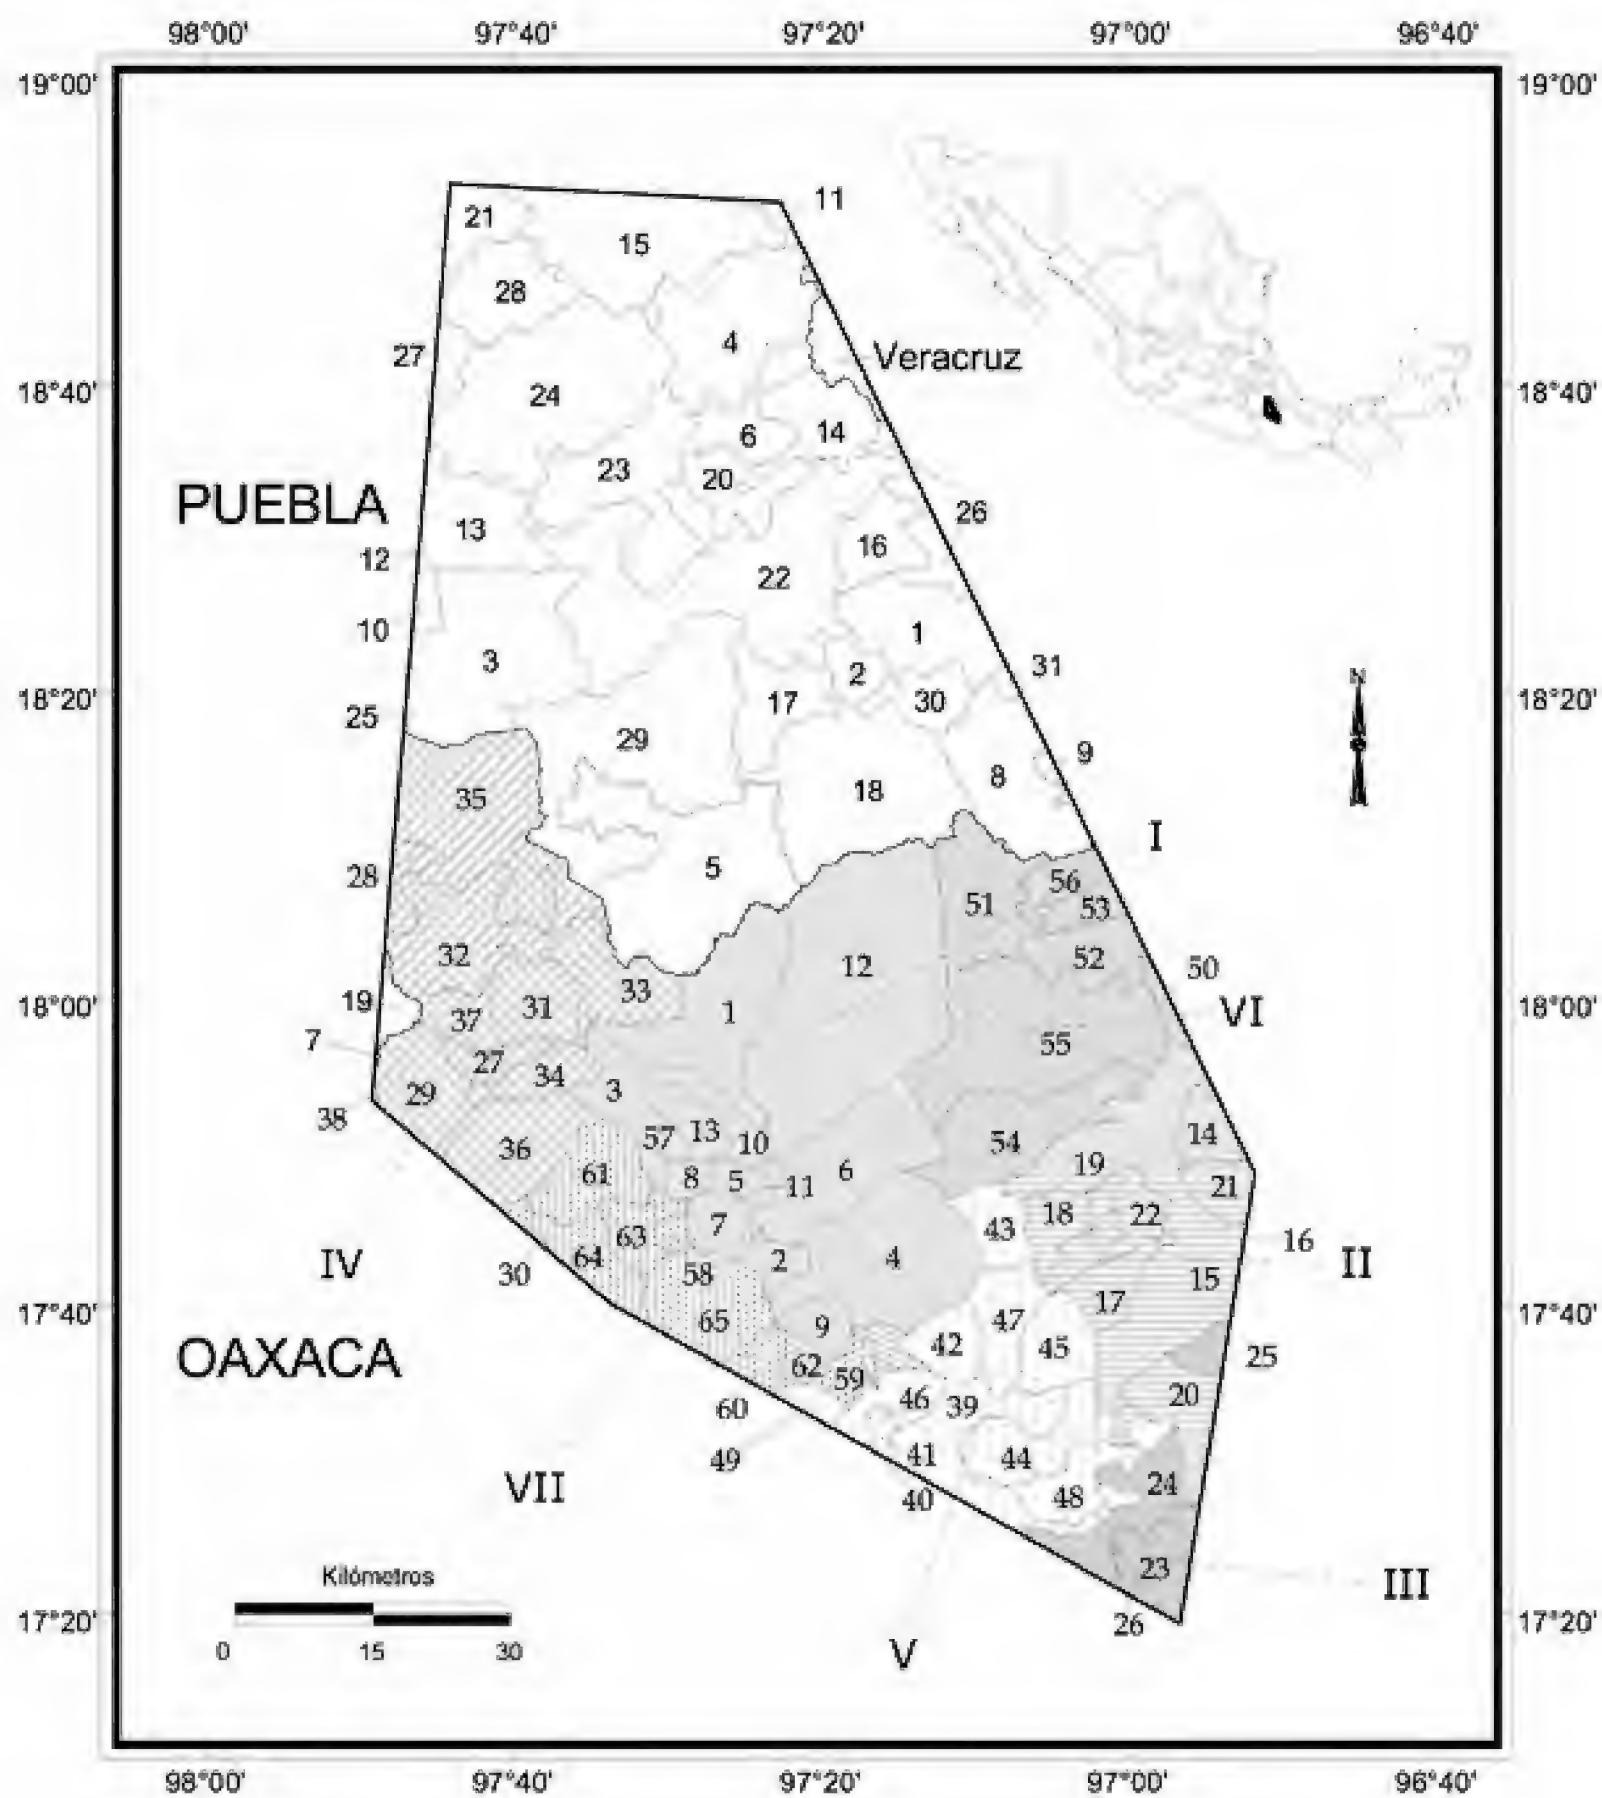 98°00' 97°40' 97°20' 97°00' 96°40'
19°00' 19°00'
11
21
15
28
4
27
Veracruz
18°40' 24 18°40'
6 14
23 20
PUEBLA
26
13
16
12
22
10
1
3
31
2
18°20' 17 30 18°20'
25
29
9
8
35 18
I
5
28
56
51 53
32
12 52 50
33
18°00' 19 37 31 1 VI 18°00'
7
27 34 55
29 3
38
57 13 10 14
36 54
61 8 5 11 6 19
21
7 18 22
63 43
16
IV 64 2 4 II
30 58 15
17
17°40' 65 9 47 17°40'
42 45
OAXACA 62 25
59
46 39 20
60
49 41 44
VII 24
40 48
23
Kilómetros III
17°20' 26 17°20'
0 15 30
V
N
98°00' 97°40' 97°20' 97°00' 96°40'